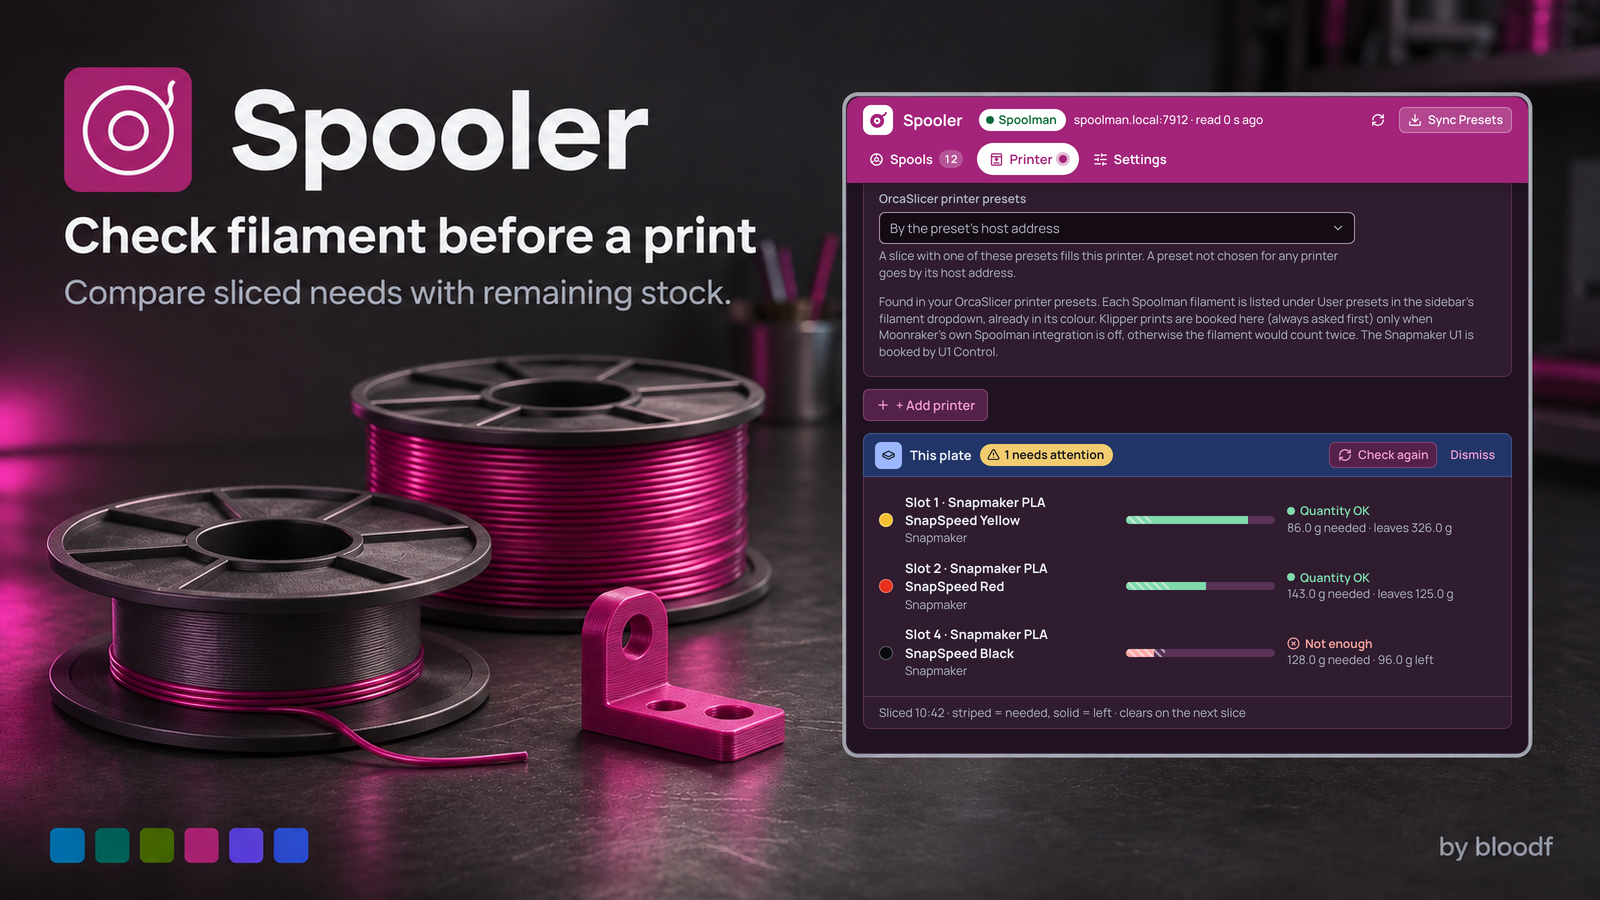 Spooler
Check filament before a print
Compare sliced needs with remaining stock.
Spooler
Spoolman
spoolman.local:7912 · read 0 s ago
Sync Presets
Spools 12
Printer
Settings
OrcaSlicer printer presets
By the preset's host address
A slice with one of these presets fills this printer. A preset not chosen for any printer
goes by its host address.
Found in your OrcaSlicer printer presets. Each Spoolman filament is listed under User presets in the sidebar's
filament dropdown, already in its colour. Klipper prints are booked here (always asked first) only when
Moonraker's own Spoolman integration is off, otherwise the filament would count twice. The Snapmaker U1 is
booked by U1 Control.
+ + Add printer
This plate
1 needs attention
Check again
Dismiss
Slot 1 · Snapmaker PLA
SnapSpeed Yellow
Snapmaker
Quantity OK
86.0 g needed · leaves 326.0 g
Slot 2 · Snapmaker PLA
SnapSpeed Red
Snapmaker
Quantity OK
143.0 g needed · leaves 125.0 g
Slot 4 · Snapmaker PLA
SnapSpeed Black
Snapmaker
Not enough
128.0 g needed · 96.0 g left
Sliced 10:42 · striped = needed, solid = left · clears on the next slice
by bloodf